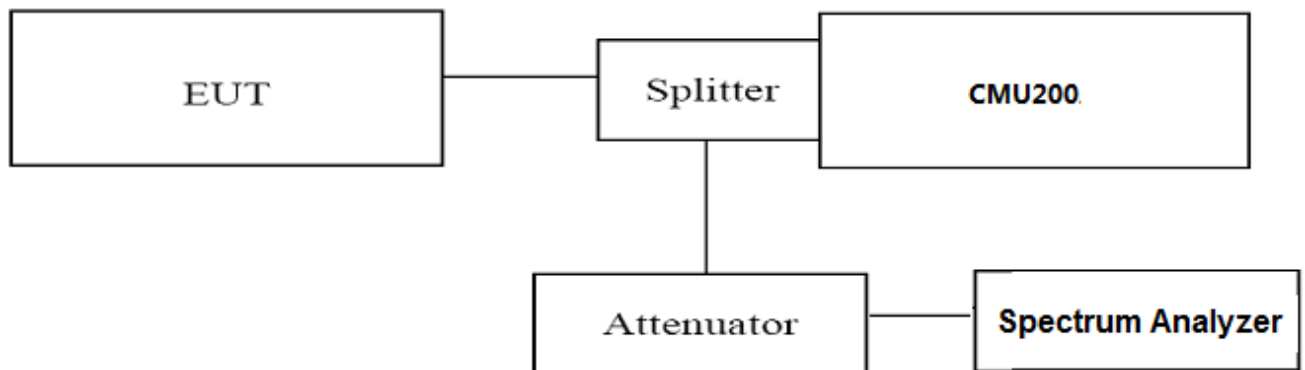 EUT
Splitter
CMU200
Attenuator
Spectrum Analyzer